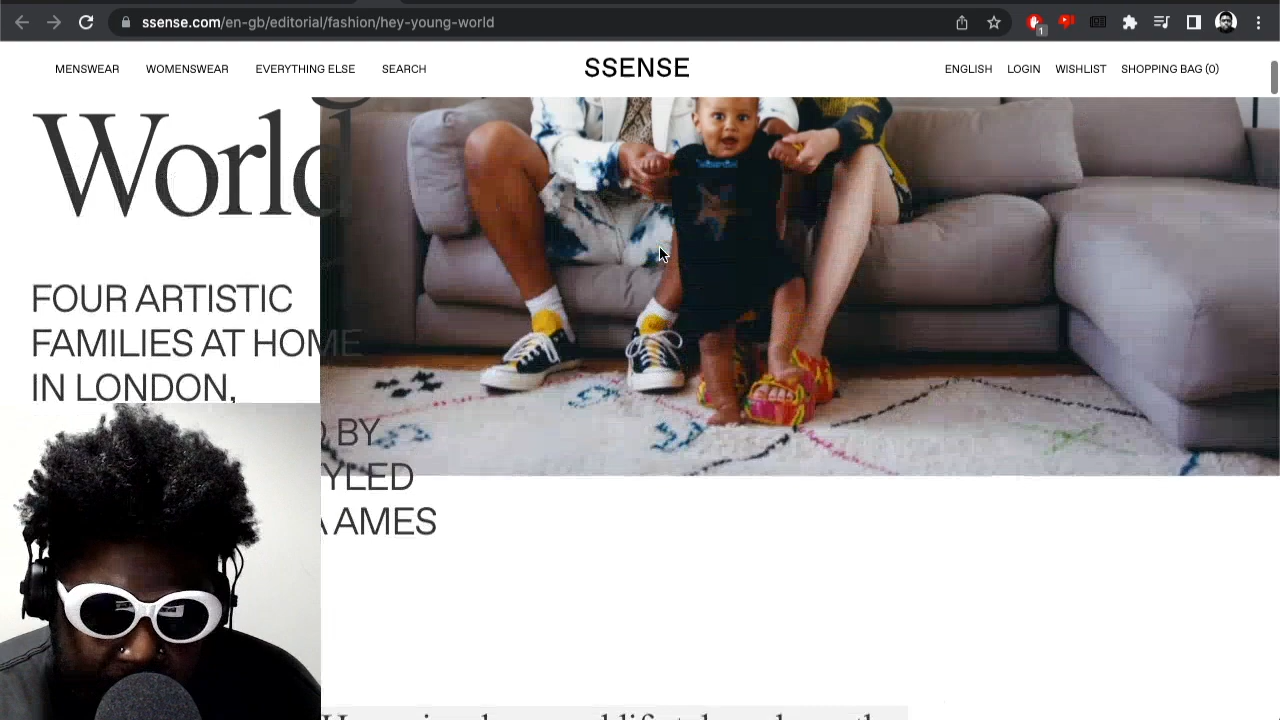 ssense.com/en-gb/editorial/fashion/hey-young-world
1
MENSWEAR WOMENSWEAR EVERYTHING ELSE SEARCH SSENSE ENGLISH LOGIN WISHLIST SHOPPING BAG (0)
World
FOUR ARTISTIC
FAMILIES AT HOME
IN LONDON,
BY
AMES